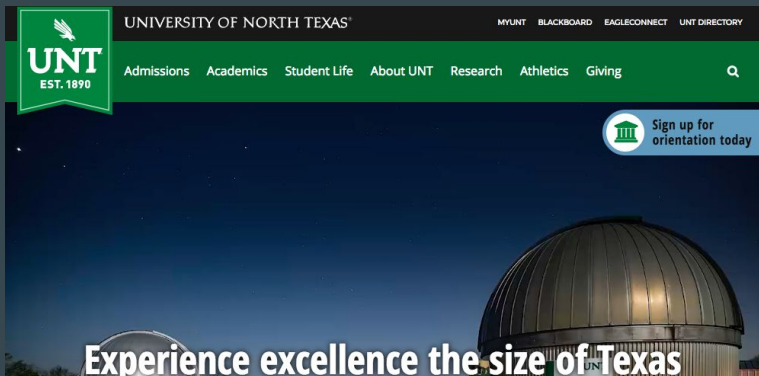 UNIVERSITY OF NORTH TEXAS®
MYUNT BLACKBOARD EAGLECONNECT UNT DIRECTORY
UNT
EST. 1890
Admissions Academics Student Life About UNT Research Athletics Giving
Sign up for
orientation today
Experience excellence the size of Texas
UNT